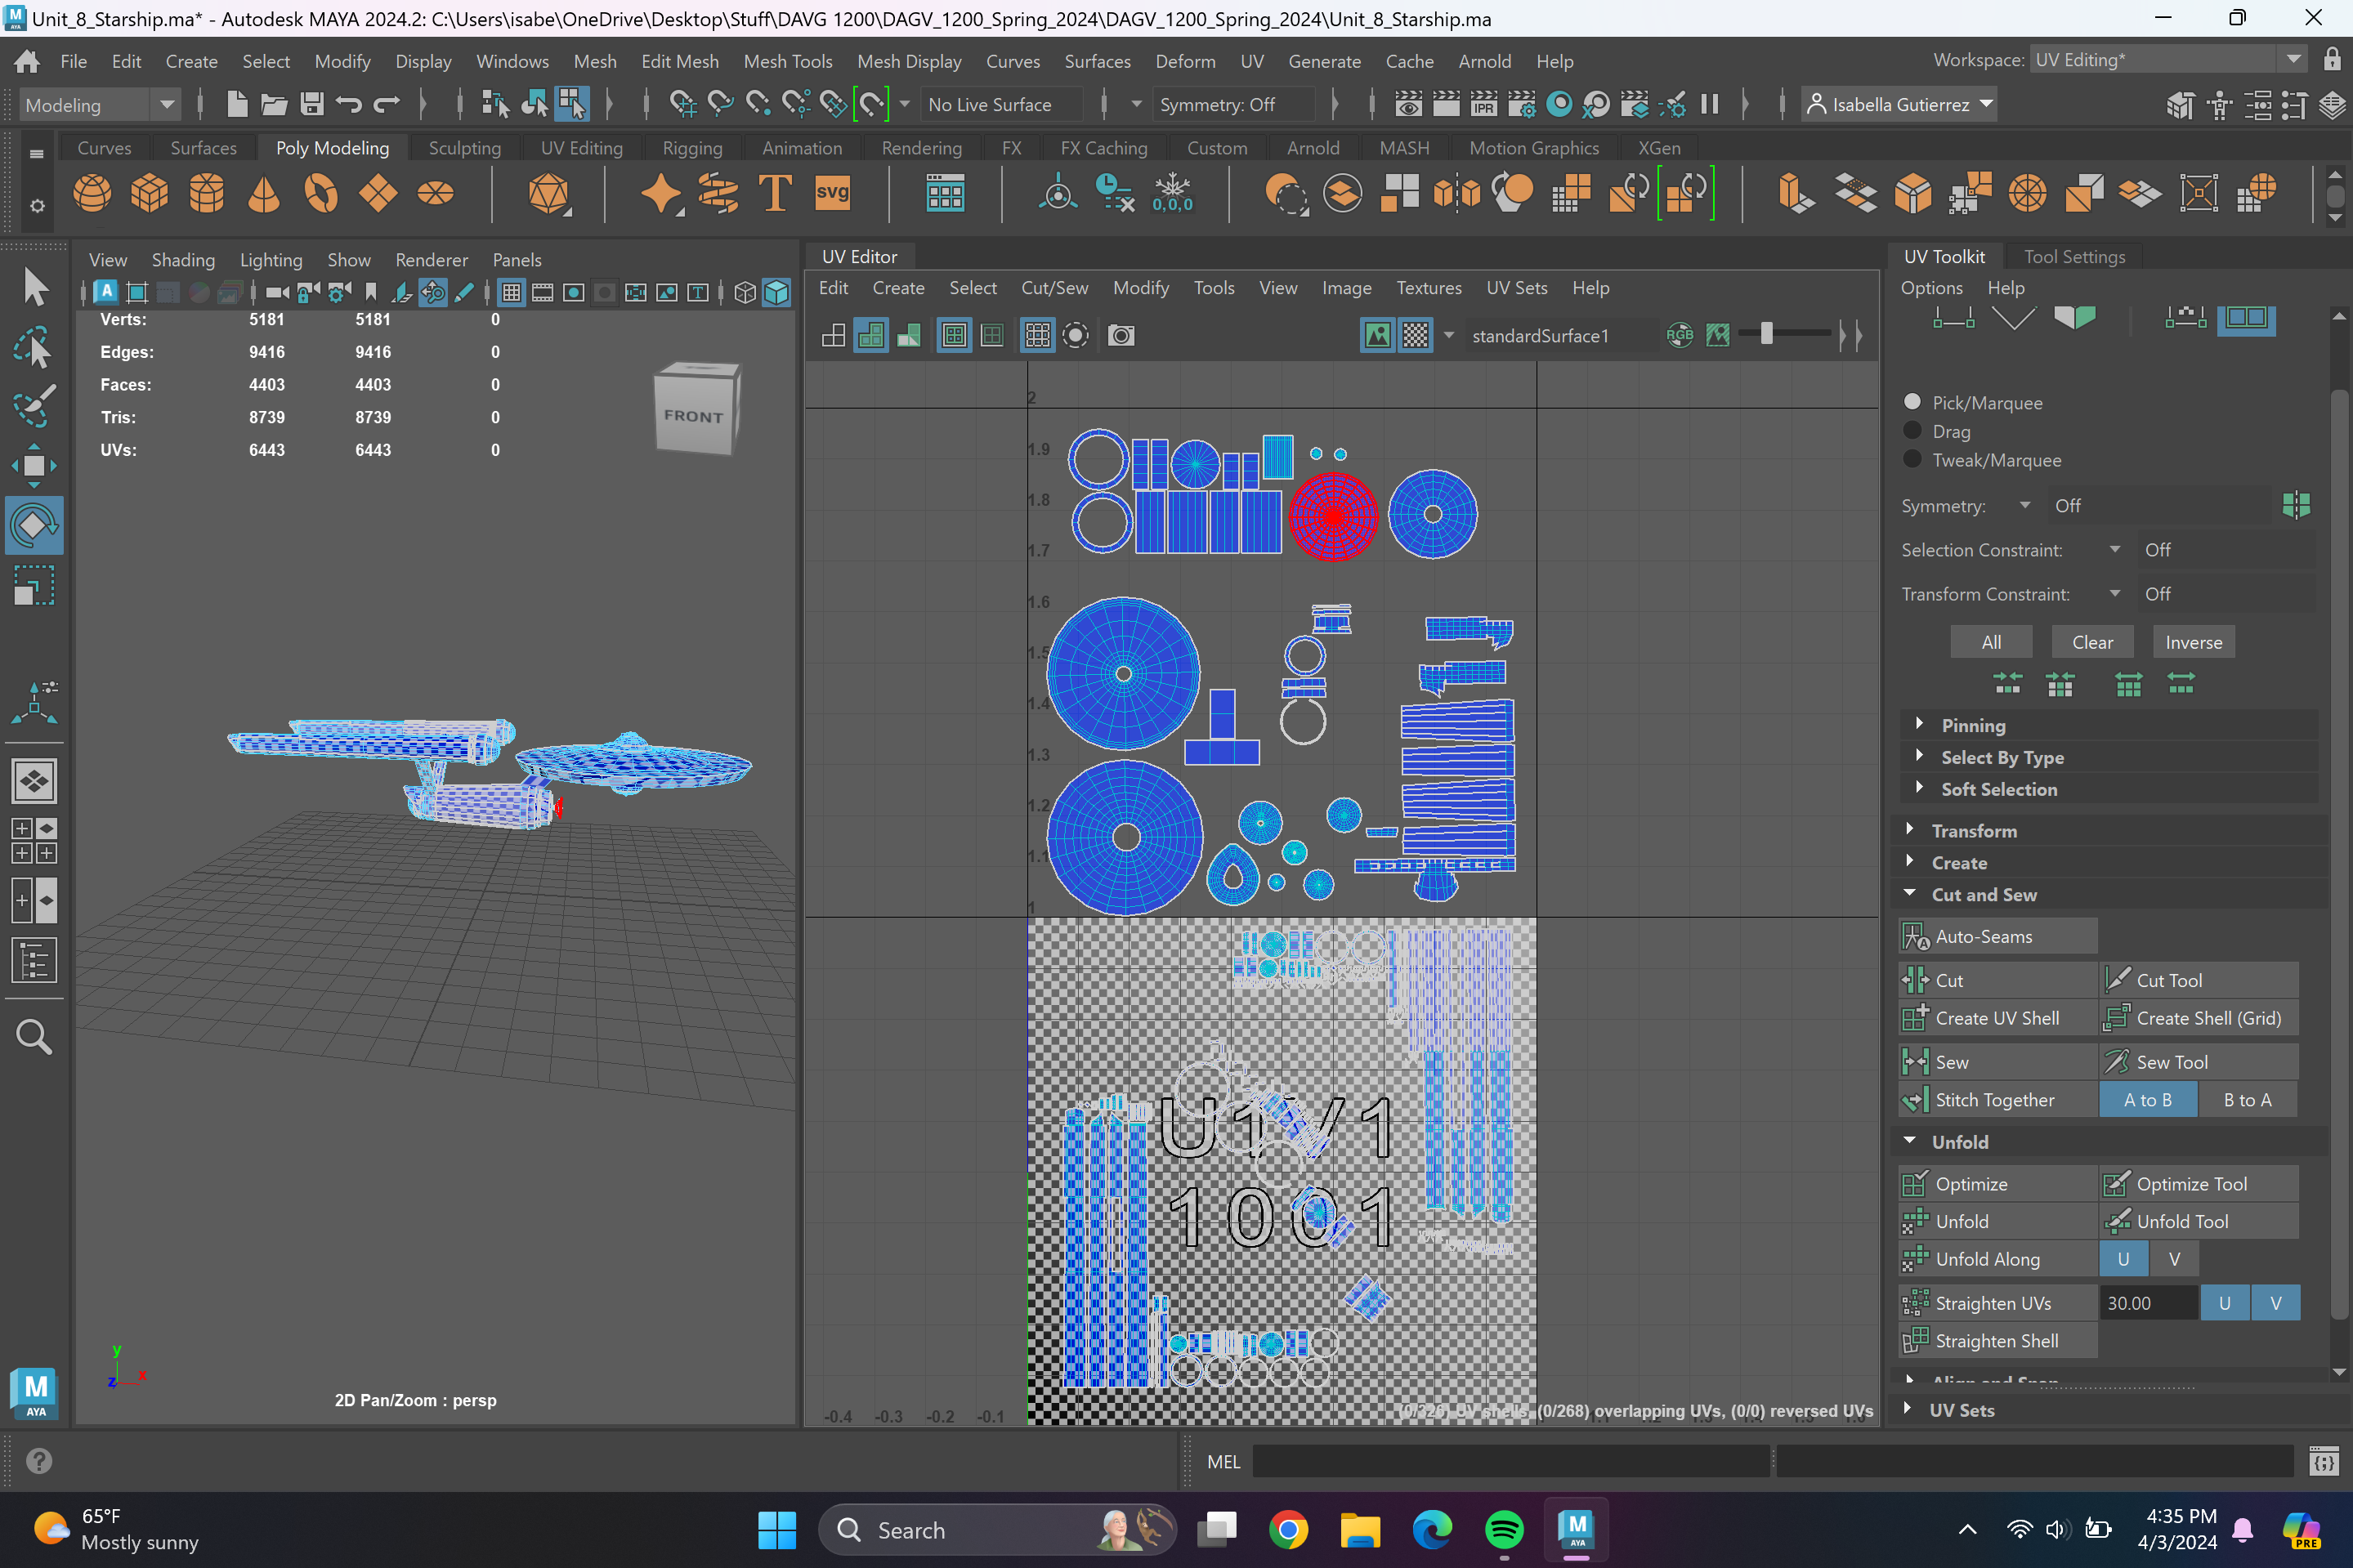 Unit_8_Starship.ma* - Autodesk MAYA 2024.2: C:\Users\isabe\OneDrive\Desktop\Stuff\DAVG 1200\DAGV_1200_Spring_2024\DAGV_1200_Spring_2024\Unit_8_Starship.ma
File Edit Create Select Modify Display Windows Mesh Edit Mesh Mesh Tools Mesh Display Curves Surfaces Deform UV Generate Cache Arnold Help
Workspace: UV Editing*
Modeling
No Live Surface
Symmetry: Off
IPR
Isabella Gutierrez
Curves Surfaces Poly Modeling Sculpting UV Editing Rigging Animation Rendering FX FX Caching Custom Arnold MASH Motion Graphics XGen
T
svg
0,0,0
View Shading Lighting Show Renderer Panels
Verts: 5181 5181 0
Edges: 9416 9416 0
Faces: 4403 4403 0
Tris: 8739 8739 0
UVs: 6443 6443 0
FRONT
y
z x
2D Pan/Zoom : persp
UV Editor
Edit Create Select Cut/Sew Modify Tools View Image Textures UV Sets Help
standardSurface1
RGB
2
1.9
1.8
1.7
1.6
1.5
1.4
1.3
1.2
1.1
1
U1V1
1001
-0.4 -0.3 -0.2 -0.1
(0/326) UV shells, (0/268) overlapping UVs, (0/0) reversed UVs
UV Toolkit Tool Settings
Options Help
Pick/Marquee
Drag
Tweak/Marquee
Symmetry: Off
Selection Constraint: Off
Transform Constraint: Off
All Clear Inverse
Pinning
Select By Type
Soft Selection
Transform
Create
Cut and Sew
Auto-Seams
Cut Cut Tool
Create UV Shell Create Shell (Grid)
Sew Sew Tool
Stitch Together A to B B to A
Unfold
Optimize Optimize Tool
Unfold Unfold Tool
Unfold Along U V
Straighten UVs 30.00 U V
Straighten Shell
Align and Snap
UV Sets
M
AYA
MEL
65°F
Mostly sunny
Search
4:35 PM
4/3/2024
PRE